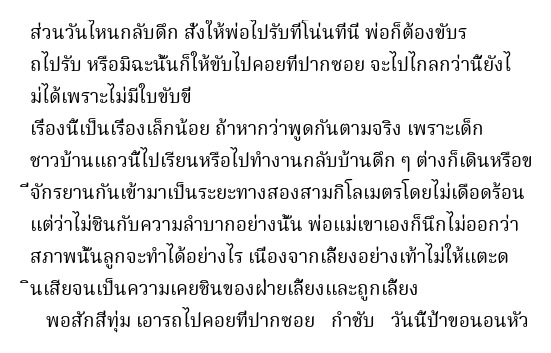 ส่วนวันไหนกลับดึก สั่งให้พ่อไปรับที่โน่นที่นี่ พ่อก็ต้องขับร
ถไปรับ หรือมิฉะนั้นก็ให้ขับไปคอยที่ปากซอย จะไปไกลกว่านี้ยังไ
ม่ได้เพราะไม่มีใบขับขี่
เรื่องนี้เป็นเรื่องเล็กน้อย ถ้าหากว่าพูดกันตามจริง เพราะเด็ก
ชาวบ้านแถวนี้ไปเรียนหรือไปทำงานกลับบ้านดึก ๆ ต่างก็เดินหรือข
ี่จักรยานกันเข้ามาเป็นระยะทางสองสามกิโลเมตรโดยไม่เดือดร้อน
แต่ว่าไม่ชินกับความลำบากอย่างนั้น พ่อแม่เขาเองก็นึกไม่ออกว่า
สภาพนั้นลูกจะทำได้อย่างไร เนื่องจากเลี้ยงอย่างเท้าไม่ให้แตะด
ินเสียจนเป็นความเคยชินของฝ่ายเลี้ยงและถูกเลี้ยง
พอสักสี่ทุ่ม เอารถไปคอยที่ปากซอย กำชับ วันนี้ป้าขอนอนหัว